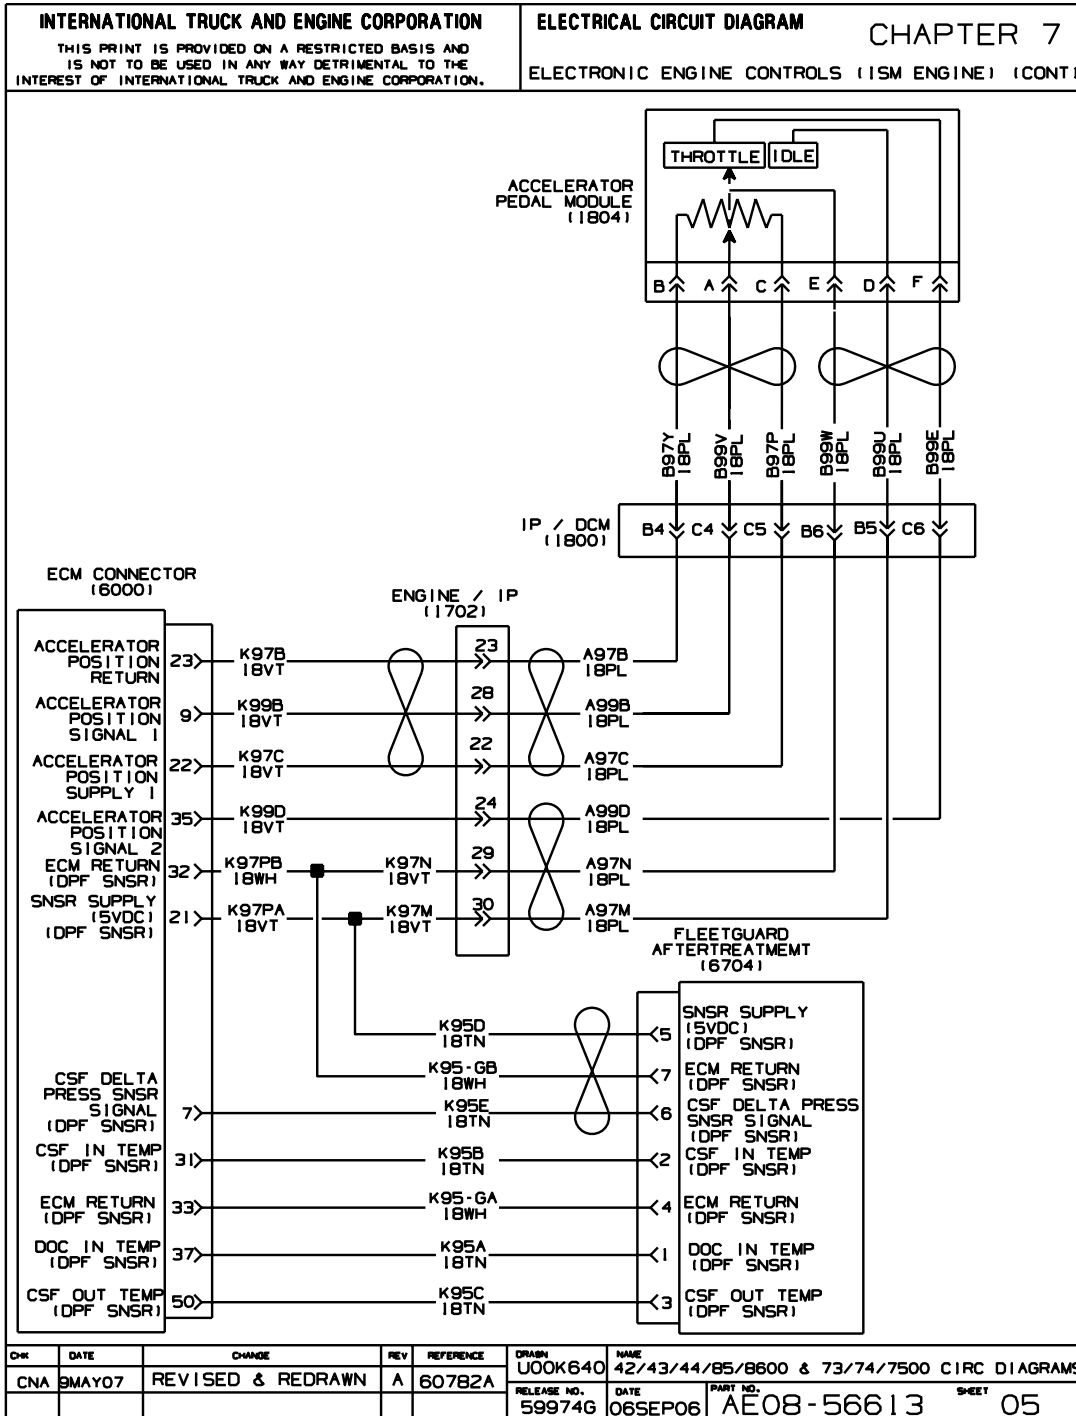 INTERNATIONAL TRUCK AND ENGINE CORPORATION
THIS PRINT IS PROVIDED ON A RESTRICTED BASIS AND
IS NOT TO BE USED IN ANY WAY DETRIMENTAL TO THE
INTEREST OF INTERNATIONAL TRUCK AND ENGINE CORPORATION.
ELECTRICAL CIRCUIT DIAGRAM
CHAPTER 7
ELECTRONIC ENGINE CONTROLS (ISM ENGINE) (CONT)
THROTTLE IDLE
ACCELERATOR
PEDAL MODULE
(1804)
B A C E D F
B97Y
18PL
B99V
18PL
B97P
18PL
B99W
18PL
B99U
18PL
B99E
18PL
IP / DCM
(1800)
B4 C4 C5 B6 B5 C6
ECM CONNECTOR
(6000)
ENGINE / IP
(1702)
ACCELERATOR
POSITION
RETURN
23
K97B
18VT
23
A97B
18PL
ACCELERATOR
POSITION
SIGNAL 1
9
K99B
18VT
28
A99B
18PL
ACCELERATOR
POSITION
SUPPLY 1
22
K97C
18VT
22
A97C
18PL
ACCELERATOR
POSITION
SIGNAL 2
35
K99D
18VT
24
A99D
18PL
ECM RETURN
(DPF SNSR)
32
K97PB
18WH
K97N
18VT
29
A97N
18PL
SNSR SUPPLY
(5VDC)
(DPF SNSR)
21
K97PA
18VT
K97M
18VT
30
A97M
18PL
FLEETGUARD
AFTERTREATMEMT
(6704)
K95D
18TN
5
SNSR SUPPLY
(5VDC)
(DPF SNSR)
K95-GB
18WH
7
ECM RETURN
(DPF SNSR)
CSF DELTA
PRESS SNSR
SIGNAL
(DPF SNSR)
7
K95E
18TN
6
CSF DELTA PRESS
SNSR SIGNAL
(DPF SNSR)
CSF IN TEMP
(DPF SNSR)
31
K95B
18TN
2
CSF IN TEMP
(DPF SNSR)
ECM RETURN
(DPF SNSR)
33
K95-GA
18WH
4
ECM RETURN
(DPF SNSR)
DOC IN TEMP
(DPF SNSR)
37
K95A
18TN
1
DOC IN TEMP
(DPF SNSR)
CSF OUT TEMP
(DPF SNSR)
50
K95C
18TN
3
CSF OUT TEMP
(DPF SNSR)
CHK DATE CHANGE REV REFERENCE
CNA 9MAY07 REVISED & REDRAWN A 60782A
DRAWN
U00K640
NAME
42/43/44/85/8600 & 73/74/7500 CIRC DIAGRAMS
RELEASE NO.
59974G
DATE
06SEP06
PART NO.
AE08-56613
SHEET
05